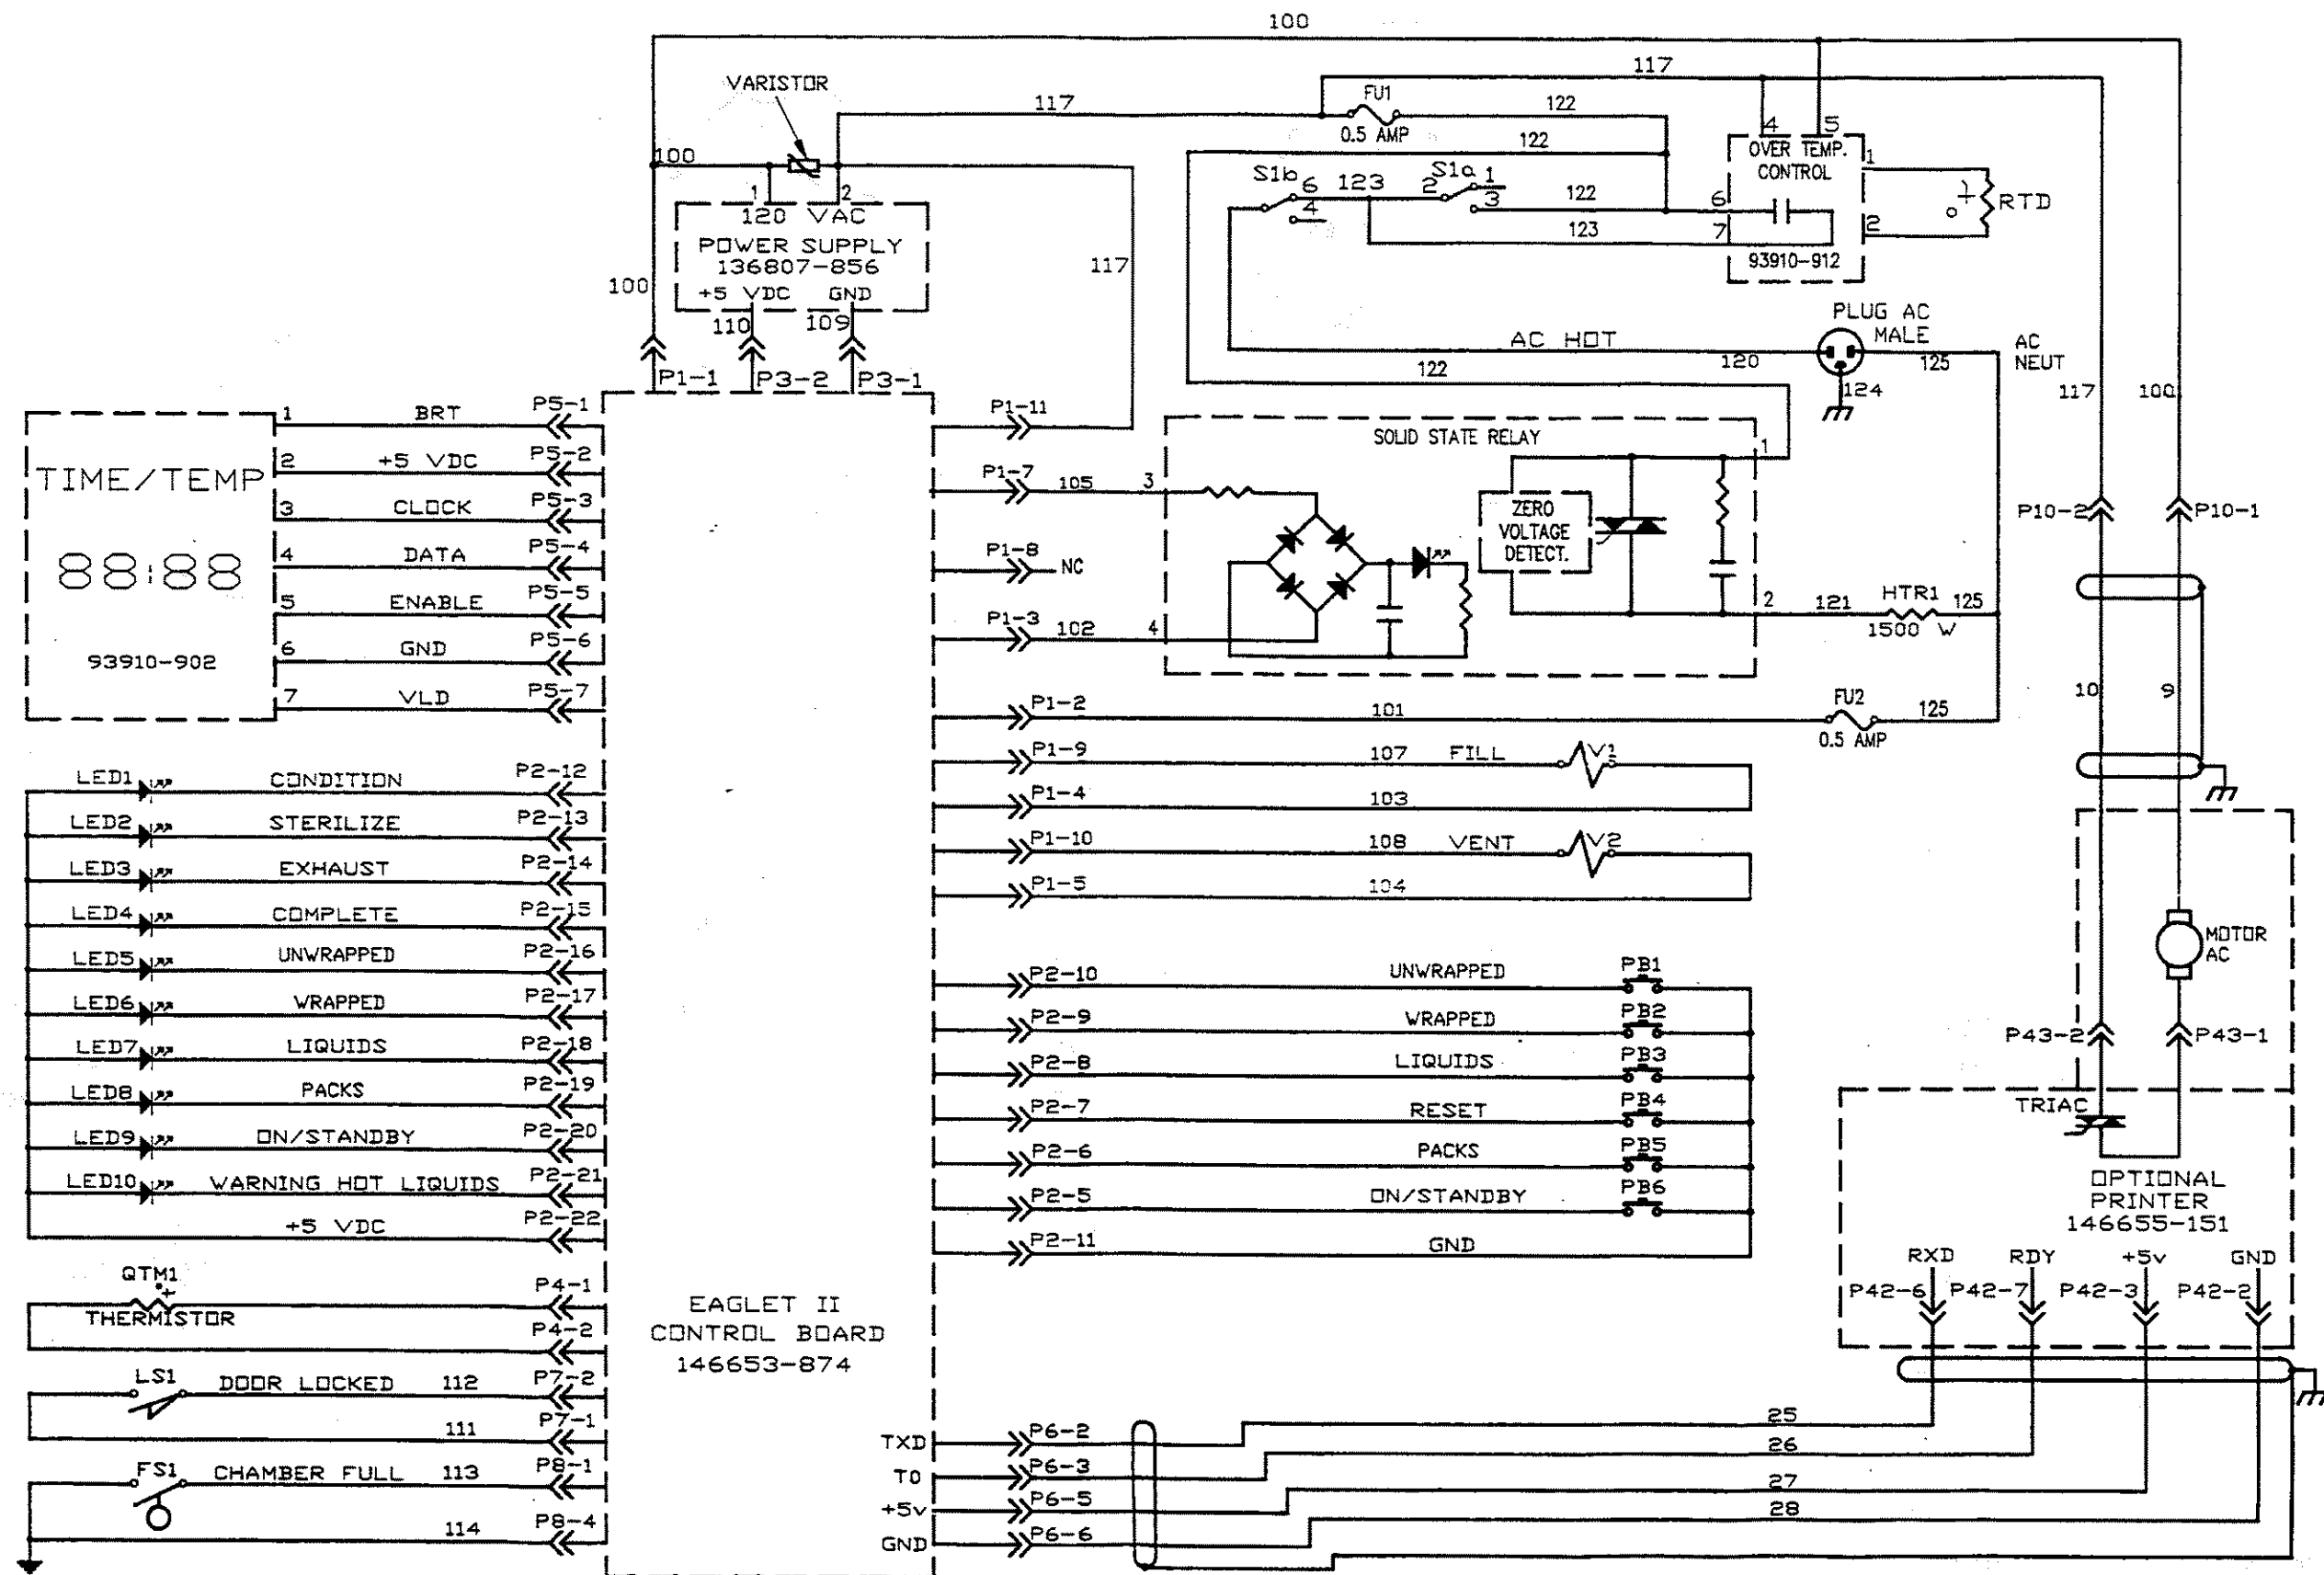 100
117
VARISTOR
117
FU1
0.5 AMP
122
4 5
OVER TEMP.
CONTROL
1
2
6
7
93910-912
RTD
100
122
S1b
6
4
123
S1a
2
1
3
122
123
1 2
120 VAC
POWER SUPPLY
136807-856
+5 VDC GND
100
117
110
109
P1-1
P3-2
P3-1
AC HOT
120
122
PLUG AC
MALE
125
124
AC
NEUT
117
100
TIME/TEMP
88:88
93910-902
1 BRT P5-1
2 +5 VDC P5-2
3 CLOCK P5-3
4 DATA P5-4
5 ENABLE P5-5
6 GND P5-6
7 VLD P5-7
P1-11
P1-7 105 3
P1-8 NC
P1-3 102 4
SOLID STATE RELAY
1
ZERO
VOLTAGE
DETECT.
2
121
HTR1
1500 W
125
P10-2
P10-1
10
9
P1-2 101
FU2
0.5 AMP
125
P1-9 107 FILL V1
P1-4 103
P1-10 108 VENT V2
P1-5 104
LED1 CONDITION P2-12
LED2 STERILIZE P2-13
LED3 EXHAUST P2-14
LED4 COMPLETE P2-15
LED5 UNWRAPPED P2-16
LED6 WRAPPED P2-17
LED7 LIQUIDS P2-18
LED8 PACKS P2-19
LED9 ON/STANDBY P2-20
LED10 WARNING HOT LIQUIDS P2-21
+5 VDC P2-22
P2-10 UNWRAPPED PB1
P2-9 WRAPPED PB2
P2-8 LIQUIDS PB3
P2-7 RESET PB4
P2-6 PACKS PB5
P2-5 ON/STANDBY PB6
P2-11 GND
MOTOR
AC
P43-2
P43-1
TRIAC
OPTIONAL
PRINTER
146655-151
RXD RDY +5v GND
P42-6 P42-7 P42-3 P42-2
QTM1
THERMISTOR
P4-1
P4-2
LS1 DOOR LOCKED 112 P7-2
111 P7-1
FS1 CHAMBER FULL 113 P8-1
114 P8-4
EAGLET II
CONTROL BOARD
146653-874
TXD P6-2 25
T0 P6-3 26
+5v P6-5 27
GND P6-6 28